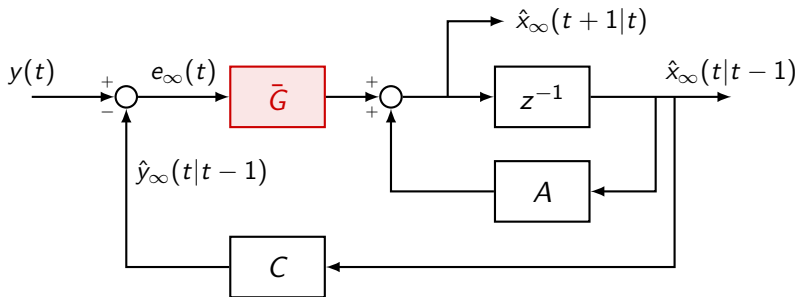 x̂∞(t + 1|t)
y(t)
+
−
e∞(t)
Ḡ
+
+
z⁻¹
x̂∞(t|t − 1)
ŷ∞(t|t − 1)
A
C